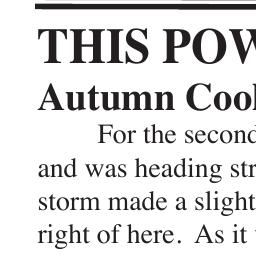 THIS POW
Autumn Cool
For the second
and was heading str
storm made a slight
right of here. As it